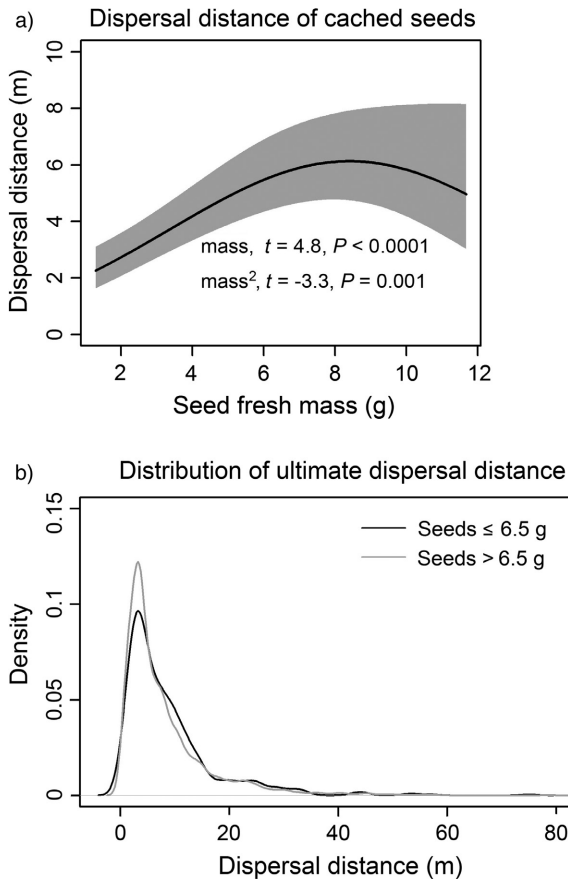 a) Dispersal distance of cached seeds
10
8
6
4
2
0
Dispersal distance (m)
mass, t = 4.8, P < 0.0001
mass², t = -3.3, P = 0.001
2 4 6 8 10 12
Seed fresh mass (g)
b) Distribution of ultimate dispersal distance
0.15
0.1
0.05
0
Density
Seeds ≤ 6.5 g
Seeds > 6.5 g
0 20 40 60 80
Dispersal distance (m)